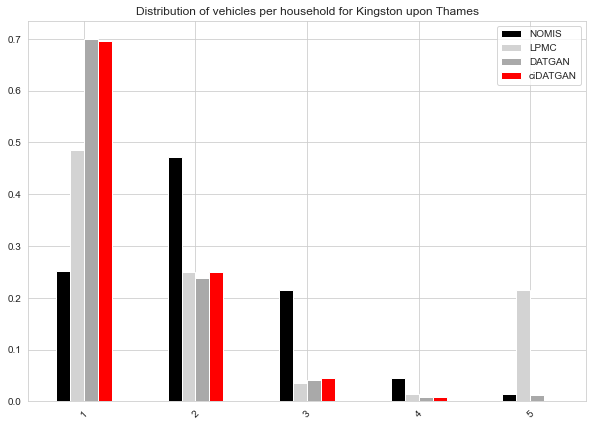 Distribution of vehicles per household for Kingston upon Thames
NOMIS
LPMC
DATGAN
ciDATGAN
0.7
0.6
0.5
0.4
0.3
0.2
0.1
0.0
1
2
3
4
5